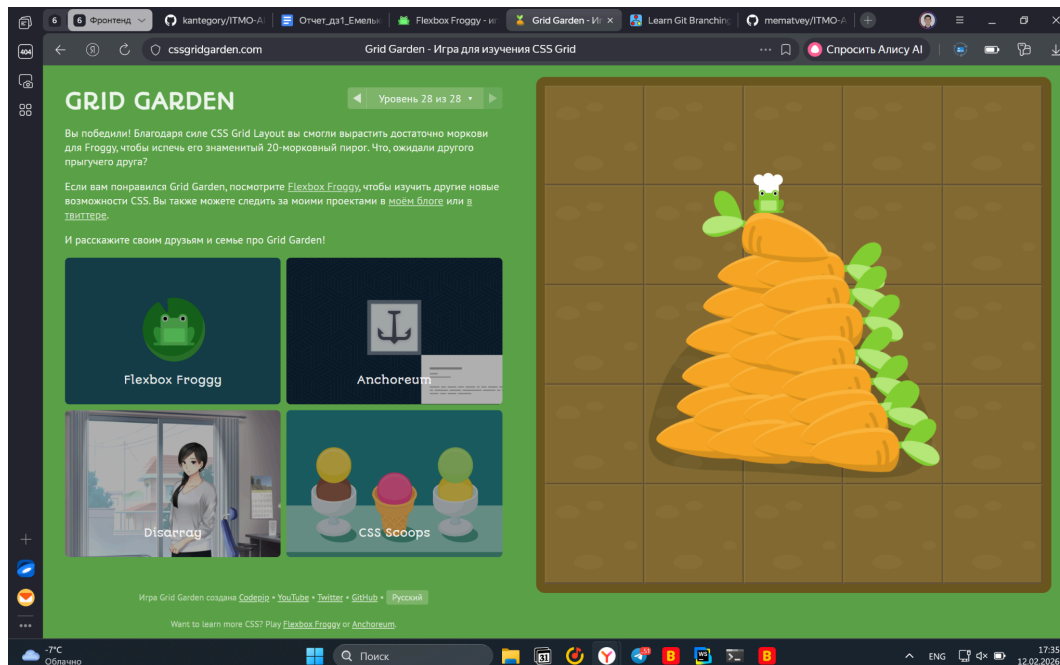 6
6 Фронтенд
kantegory/ITMO-A
Отчет_дз1_Емельк
Flexbox Froggy - иг
Grid Garden - Иг
Learn Git Branching
mematvey/ITMO-A
404
cssgridgarden.com
Grid Garden - Игра для изучения CSS Grid
Спросить Алису AI
GRID GARDEN
Уровень 28 из 28
Вы победили! Благодаря силе CSS Grid Layout вы смогли вырастить достаточно моркови
для Froggy, чтобы испечь его знаменитый 20-морковный пирог. Что, ожидали другого
прыгучего друга?
Если вам понравился Grid Garden, посмотрите Flexbox Froggy, чтобы изучить другие новые
возможности CSS. Вы также можете следить за моими проектами в моём блоге или в
твиттере.
И расскажите своим друзьям и семье про Grid Garden!
Flexbox Froggy
Anchoreum
Disarray
CSS Scoops
Игра Grid Garden создана Codepip • YouTube • Twitter • GitHub • Русский
Want to learn more CSS? Play Flexbox Froggy or Anchoreum.
-7°C
Облачно
Поиск
31
Y
51
B
WS
B
ENG
12.02.2026